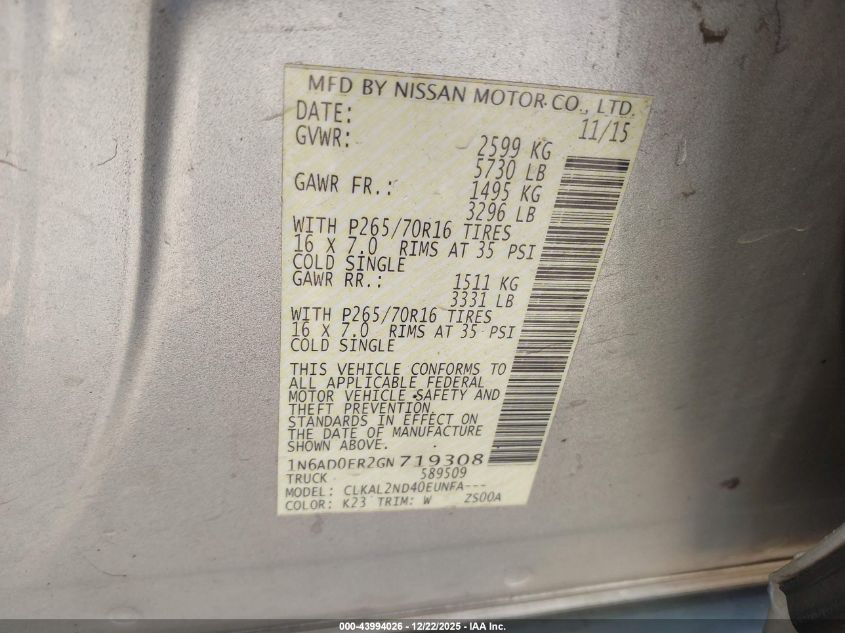 MFD BY NISSAN MOTOR CO., LTD.
DATE: 11/15
GVWR: 2599 KG
5730 LB
GAWR FR.: 1495 KG
3296 LB
WITH P265/70R16 TIRES
16 X 7.0 RIMS AT 35 PSI
COLD SINGLE
GAWR RR.: 1511 KG
3331 LB
WITH P265/70R16 TIRES
16 X 7.0 RIMS AT 35 PSI
COLD SINGLE
THIS VEHICLE CONFORMS TO
ALL APPLICABLE FEDERAL
MOTOR VEHICLE SAFETY AND
THEFT PREVENTION
STANDARDS IN EFFECT ON
THE DATE OF MANUFACTURE
SHOWN ABOVE.
1N6AD0ER2GN719308
TRUCK 589509
MODEL: CLKAL2ND40EUNFA---
COLOR: K23 TRIM: W ZS00A
000-43994026 - 12/22/2025 - IAA Inc.